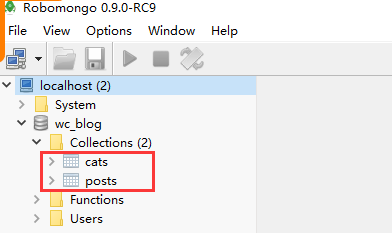 Robomongo 0.9.0-RC9
File View Options Window Help
localhost (2)
System
wc_blog
Collections (2)
cats
posts
Functions
Users